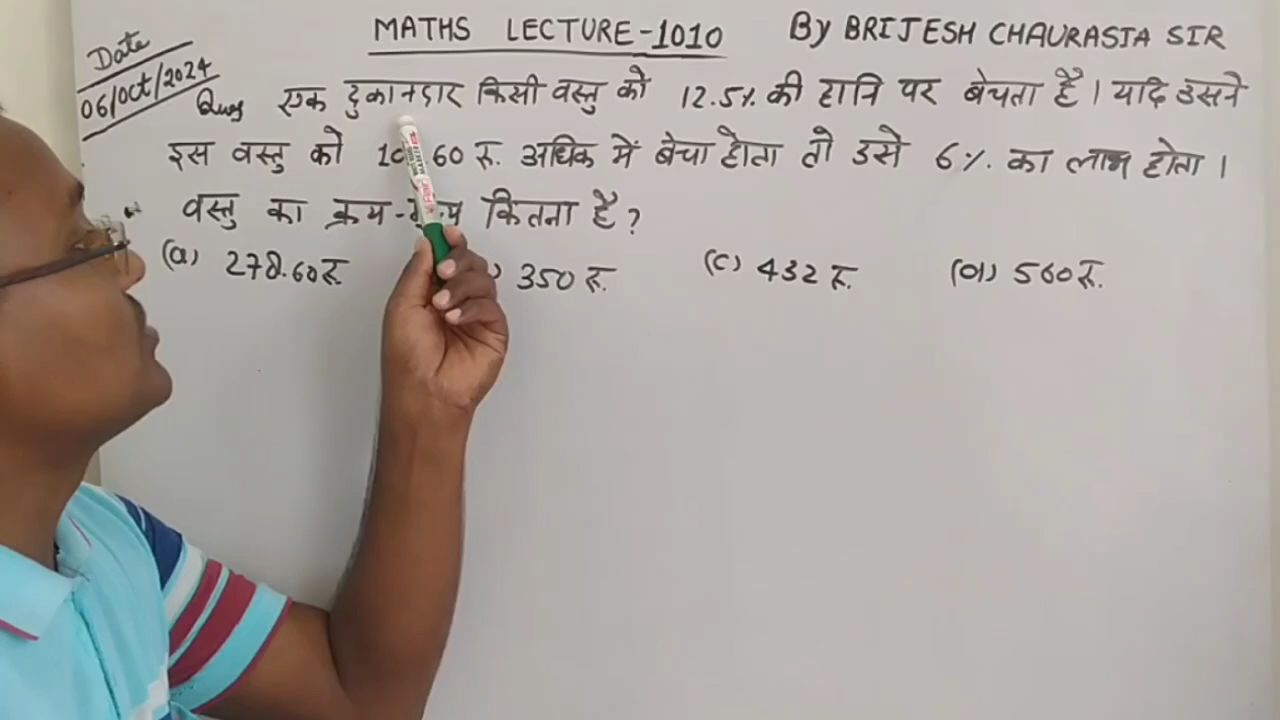 MATHS LECTURE-1010 By BRIJESH CHAURASIA SIR
Date
06/Oct/2024
Ques एक दुकानदार किसी वस्तु को 12.5% की हानि पर बेचता है। यदि उसने
इस वस्तु को 60 रू. अधिक में बेचा होता तो उसे 6% का लाभ होता।
वस्तु का क्रय- कितना है?
(a) 278.60रू. ) 350 रू. (c) 432 रू. (d) 560रू.